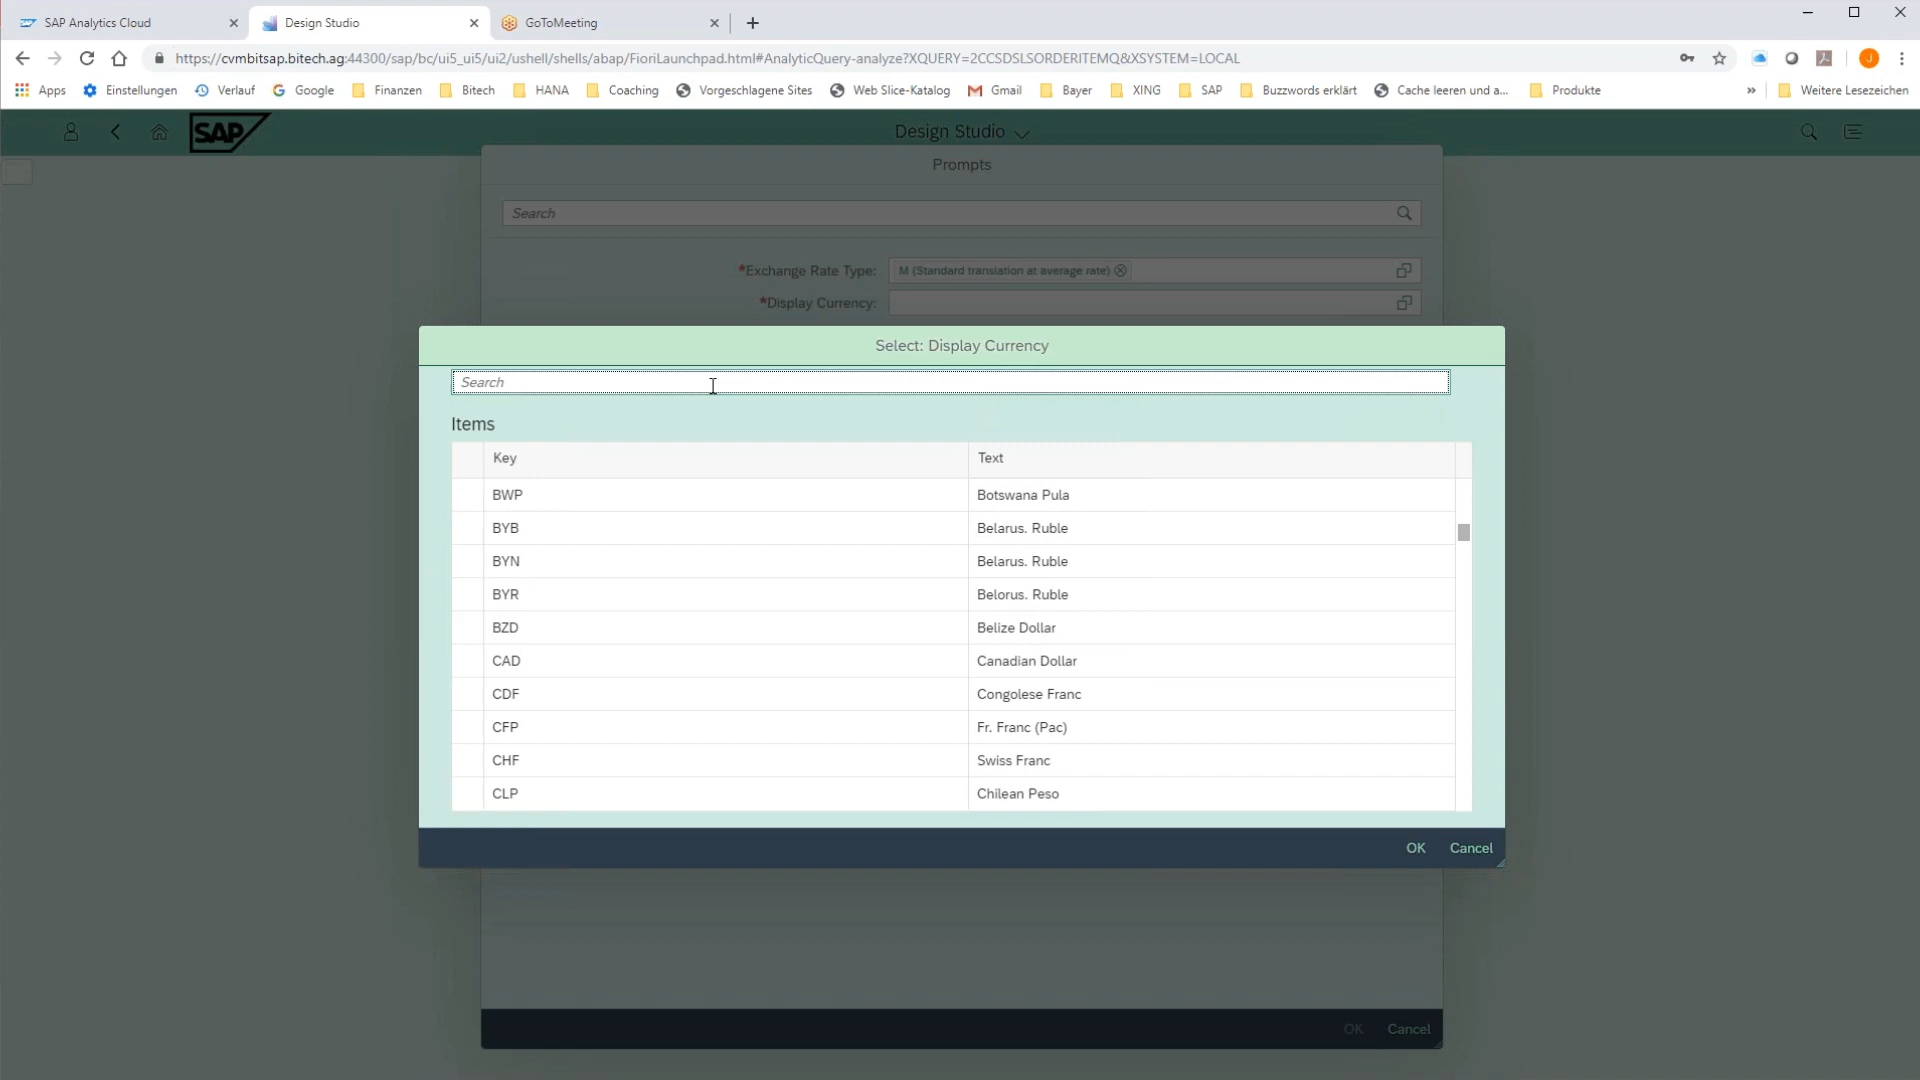 SAP Analytics Cloud
Design Studio
GoToMeeting
https://cvmbitsap.bitech.ag:44300/sap/bc/ui5_ui5/ui2/ushell/shells/abap/FioriLaunchpad.html#AnalyticQuery-analyze?XQUERY=2CCSDSLSORDERITEMQ&XSYSTEM=LOCAL
J
Apps Einstellungen Verlauf Google Finanzen Bitech HANA Coaching Vorgeschlagene Sites Web Slice-Katalog Gmail Bayer XING SAP Buzzwords erklärt Cache leeren und a... Produkte » Weitere Lesezeichen
SAP
Design Studio
Prompts
Search
*Exchange Rate Type: M (Standard translation at average rate)
*Display Currency:
Select: Display Currency
Search
Items
Key Text
BWP Botswana Pula
BYB Belarus. Ruble
BYN Belarus. Ruble
BYR Belorus. Ruble
BZD Belize Dollar
CAD Canadian Dollar
CDF Congolese Franc
CFP Fr. Franc (Pac)
CHF Swiss Franc
CLP Chilean Peso
OK Cancel
OK Cancel